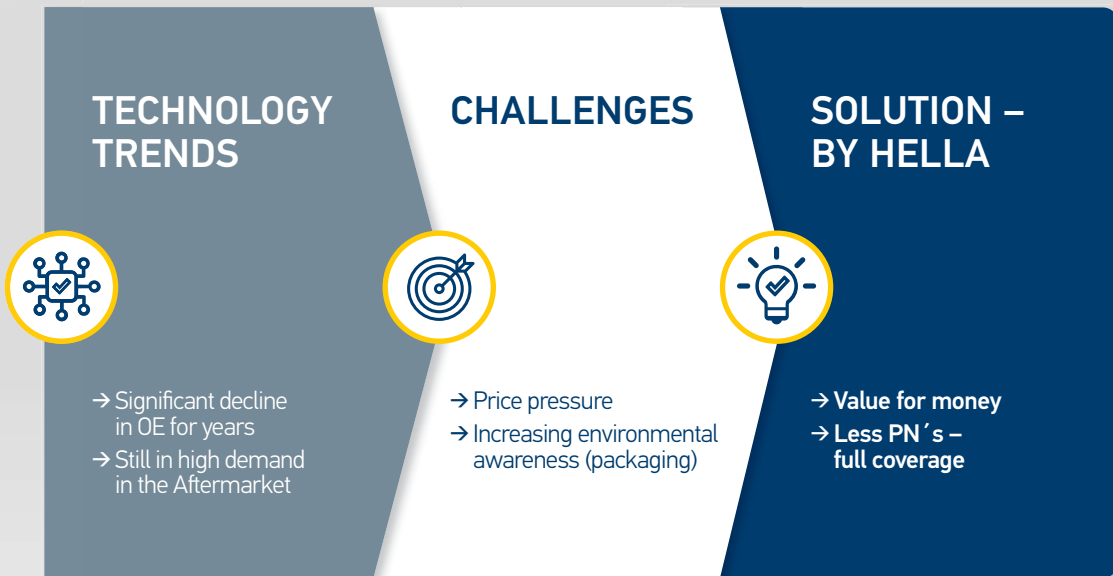 TECHNOLOGY
TRENDS
→ Significant decline
in OE for years
→ Still in high demand
in the Aftermarket
CHALLENGES
→ Price pressure
→ Increasing environmental
awareness (packaging)
SOLUTION –
BY HELLA
→ Value for money
→ Less PN´s –
full coverage